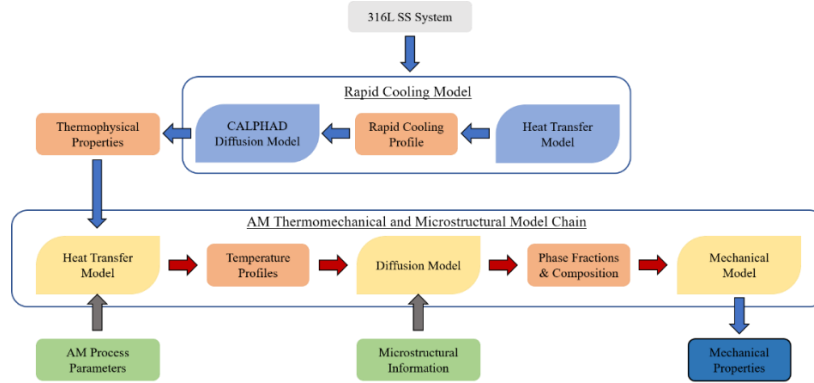 316L SS System
Rapid Cooling Model
Thermophysical
Properties
CALPHAD
Diffusion Model
Rapid Cooling
Profile
Heat Transfer
Model
AM Thermomechanical and Microstructural Model Chain
Heat Transfer
Model
Temperature
Profiles
Diffusion Model
Phase Fractions
& Composition
Mechanical
Model
AM Process
Parameters
Microstructural
Information
Mechanical
Properties